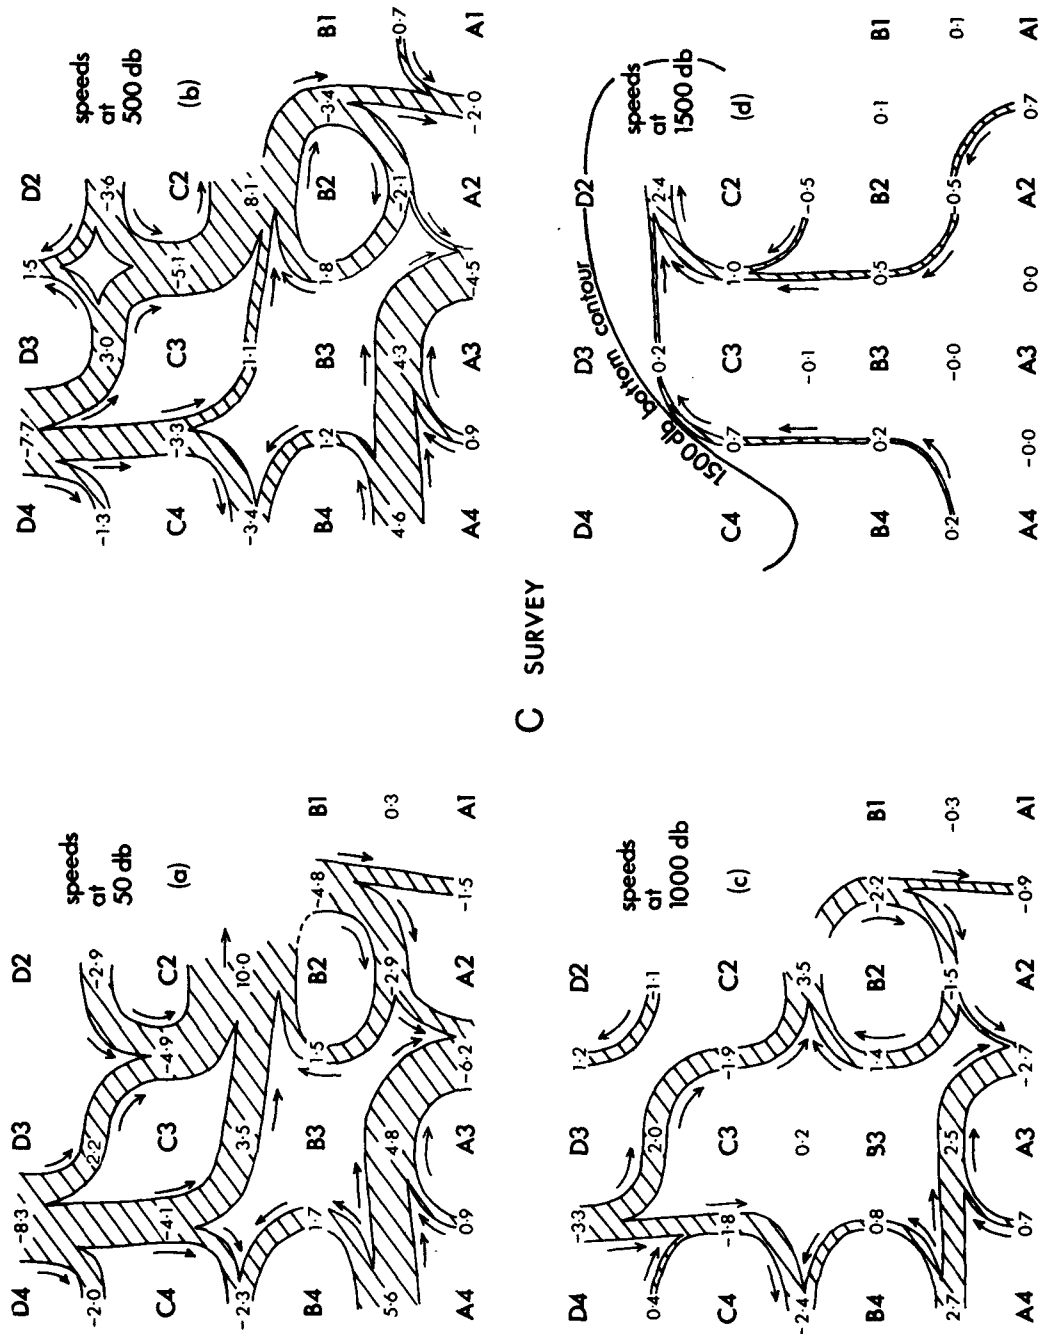 D4 -8·3 D3 D2
speeds
at
50 db
(a)
-2·0 2·2 -2·9
C4 -4·1 C3 -4·9 C2
-2·3 3·5 10·0
B4 1·7 B3 1·5 B2 -4·8 B1
5·6 4·8 -2·9 0·3
A4 0·9 A3 -6·2 A2 -1·5 A1
D4 -7·7 D3 1·5 D2
speeds
at
500 db
(b)
-1·3 3·0 -3·6
C4 -3·3 C3 -5·1 C2
-3·4 1·1 8·1
B4 1·2 B3 1·8 B2 -3·4 B1
4·6 4·3 -2·1 -0·7
A4 0·9 A3 -4·5 A2 -2·0 A1
C SURVEY
D4 -3·3 D3 1·2 D2
speeds
at
1000 db
(c)
0·4 2·0 -1·1
C4 -1·8 C3 -1·9 C2
-2·4 0·2 3·5
B4 0·8 B3 1·4 B2 -2·2 B1
2·7 2·5 -1·5 -0·3
A4 0·7 A3 -2·7 A2 -0·9 A1
D4 D3 D2
1500 db bottom contour
speeds
at
1500 db
(d)
0·2 2·4
C4 0·7 C3 1·0 C2
-0·1 -0·5
B4 0·2 B3 0·5 B2 0·1 B1
0·2 -0·0 -0·5 0·1
A4 -0·0 A3 0·0 A2 0·7 A1